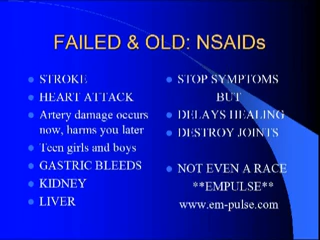 FAILED & OLD: NSAIDs
STROKE
HEART ATTACK
Artery damage occurs
now, harms you later
Teen girls and boys
GASTRIC BLEEDS
KIDNEY
LIVER
STOP SYMPTOMS
BUT
DELAYS HEALING
DESTROY JOINTS
NOT EVEN A RACE
**EMPULSE**
www.em-pulse.com